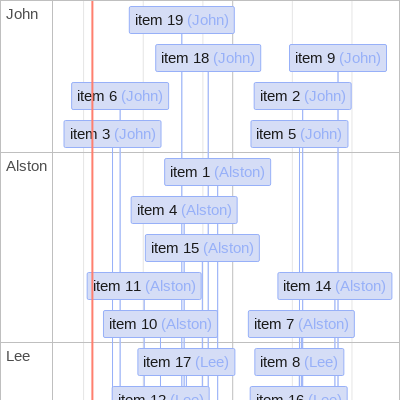 John
item 19 (John)
item 18 (John)
item 9 (John)
item 6 (John)
item 2 (John)
item 3 (John)
item 5 (John)
Alston
item 1 (Alston)
item 4 (Alston)
item 15 (Alston)
item 11 (Alston)
item 14 (Alston)
item 10 (Alston)
item 7 (Alston)
Lee
item 17 (Lee)
item 8 (Lee)
item 12 (Lee)
item 16 (Lee)